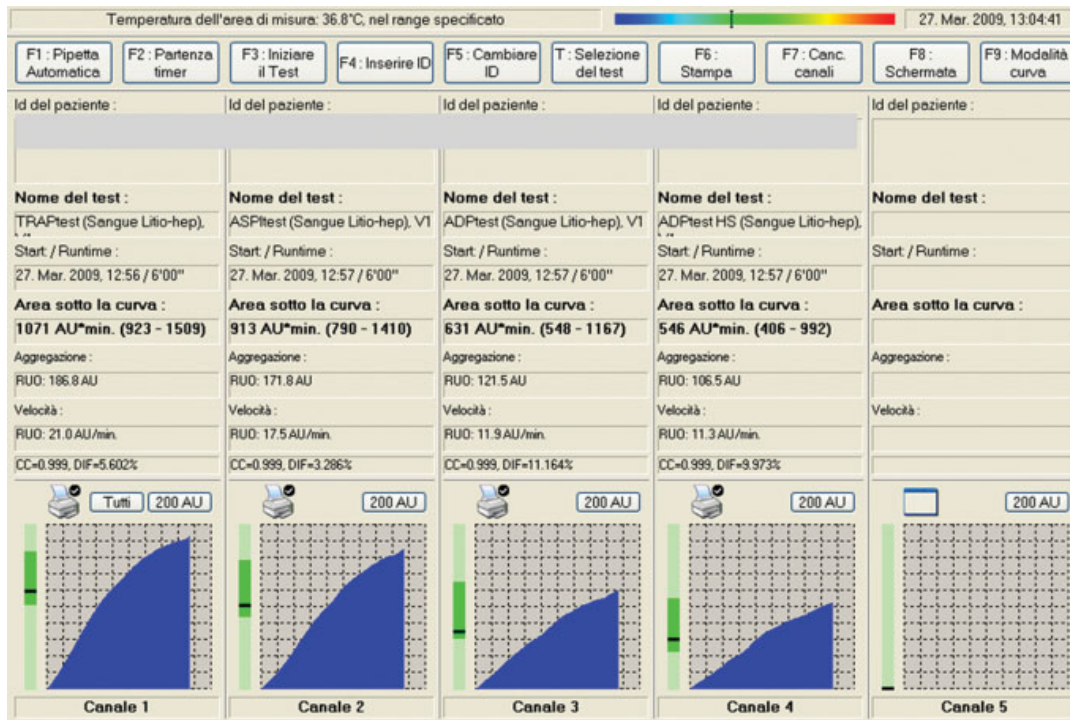 Temperatura dell'area di misura: 36.8°C, nel range specificato
27. Mar. 2009, 13:04:41
F1 : Pipetta Automatica
F2 : Partenza timer
F3 : Iniziare il Test
F4 : Inserire ID
F5 : Cambiare ID
T : Selezione del test
F6 : Stampa
F7 : Canc. canali
F8 : Schermata
F9 : Modalità curva
Id del paziente :
Nome del test :
TRAPtest (Sangue Litio-hep),
Start / Runtime :
27. Mar. 2009, 12:56 / 6'00"
Area sotto la curva :
1071 AU*min. (923 - 1509)
Aggregazione :
RUO: 186.8 AU
Velocità :
RUO: 21.0 AU/min.
CC=0.999, DIF=5.602%
Tutti
200 AU
Canale 1
Id del paziente :
Nome del test :
ASPItest (Sangue Litio-hep), V1
Start / Runtime :
27. Mar. 2009, 12:57 / 6'00"
Area sotto la curva :
913 AU*min. (790 - 1410)
Aggregazione :
RUO: 171.8 AU
Velocità :
RUO: 17.5 AU/min.
CC=0.999, DIF=3.286%
200 AU
Canale 2
Id del paziente :
Nome del test :
ADPtest (Sangue Litio-hep), V1
Start / Runtime :
27. Mar. 2009, 12:57 / 6'00"
Area sotto la curva :
631 AU*min. (548 - 1167)
Aggregazione :
RUO: 121.5 AU
Velocità :
RUO: 11.9 AU/min.
CC=0.999, DIF=11.164%
200 AU
Canale 3
Id del paziente :
Nome del test :
ADPtest HS (Sangue Litio-hep),
Start / Runtime :
27. Mar. 2009, 12:57 / 6'00"
Area sotto la curva :
546 AU*min. (406 - 992)
Aggregazione :
RUO: 106.5 AU
Velocità :
RUO: 11.3 AU/min.
CC=0.999, DIF=9.973%
200 AU
Canale 4
Id del paziente :
Nome del test :
Start / Runtime :
Area sotto la curva :
Aggregazione :
Velocità :
200 AU
Canale 5